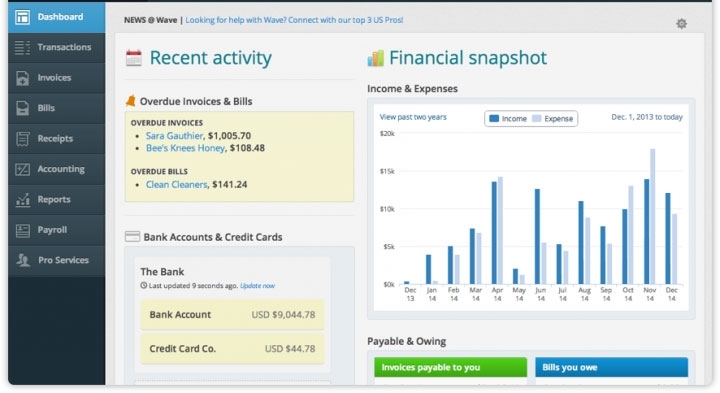 Dashboard
Transactions
Invoices
Bills
Receipts
Accounting
Reports
Payroll
Pro Services
NEWS @ Wave | Looking for help with Wave? Connect with our top 3 US Pros!
Recent activity
Overdue Invoices & Bills
OVERDUE INVOICES
• Sara Gauthier, $1,005.70
• Bee's Knees Honey, $108.48
OVERDUE BILLS
• Clean Cleaners, $141.24
Bank Accounts & Credit Cards
The Bank
Last updated 9 seconds ago. Update now
Bank Account USD $9,044.78
Credit Card Co. USD $44.78
Financial snapshot
Income & Expenses
View past two years
Income Expense
Dec. 1, 2013 to today
$20k
$15k
$10k
$5k
$0k
Dec Jan Feb Mar Apr May Jun Jul Aug Sep Oct Nov Dec
13 14 14 14 14 14 14 14 14 14 14 14 14
Payable & Owing
Invoices payable to you
Bills you owe